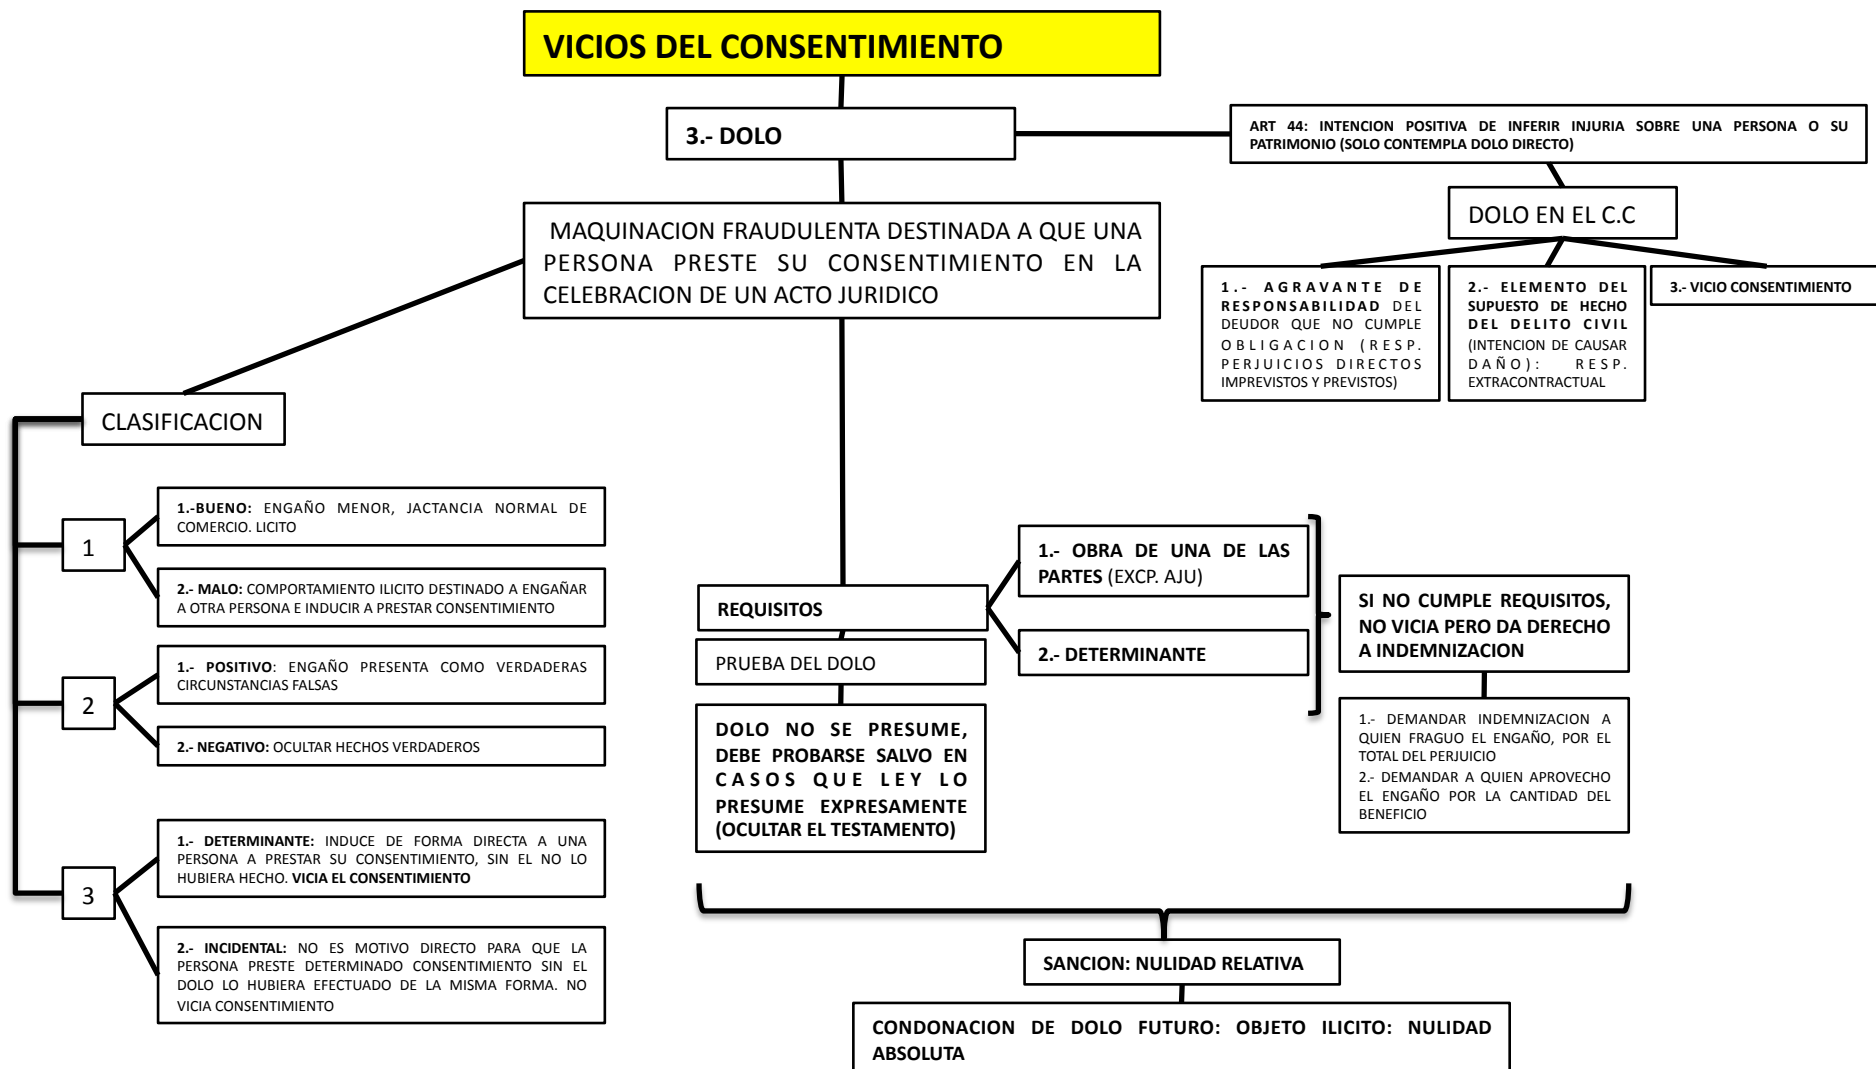 VICIOS DEL CONSENTIMIENTO
3.- DOLO
ART 44: INTENCION POSITIVA DE INFERIR INJURIA SOBRE UNA PERSONA O SU
PATRIMONIO (SOLO CONTEMPLA DOLO DIRECTO)
MAQUINACION FRAUDULENTA DESTINADA A QUE UNA
PERSONA PRESTE SU CONSENTIMIENTO EN LA
CELEBRACION DE UN ACTO JURIDICO
DOLO EN EL C.C
1.- AGRAVANTE DE
RESPONSABILIDAD DEL
DEUDOR QUE NO CUMPLE
OBLIGACION (RESP.
PERJUICIOS DIRECTOS
IMPREVISTOS Y PREVISTOS)
2.- ELEMENTO DEL
SUPUESTO DE HECHO
DEL DELITO CIVIL
(INTENCION DE CAUSAR
DAÑO): RESP.
EXTRACONTRACTUAL
3.- VICIO CONSENTIMIENTO
CLASIFICACION
1
1.-BUENO: ENGAÑO MENOR, JACTANCIA NORMAL DE
COMERCIO. LICITO
2.- MALO: COMPORTAMIENTO ILICITO DESTINADO A ENGAÑAR
A OTRA PERSONA E INDUCIR A PRESTAR CONSENTIMIENTO
2
1.- POSITIVO: ENGAÑO PRESENTA COMO VERDADERAS
CIRCUNSTANCIAS FALSAS
2.- NEGATIVO: OCULTAR HECHOS VERDADEROS
3
1.- DETERMINANTE: INDUCE DE FORMA DIRECTA A UNA
PERSONA A PRESTAR SU CONSENTIMIENTO, SIN EL NO LO
HUBIERA HECHO. VICIA EL CONSENTIMIENTO
2.- INCIDENTAL: NO ES MOTIVO DIRECTO PARA QUE LA
PERSONA PRESTE DETERMINADO CONSENTIMIENTO SIN EL
DOLO LO HUBIERA EFECTUADO DE LA MISMA FORMA. NO
VICIA CONSENTIMIENTO
REQUISITOS
1.- OBRA DE UNA DE LAS
PARTES (EXCP. AJU)
2.- DETERMINANTE
SI NO CUMPLE REQUISITOS,
NO VICIA PERO DA DERECHO
A INDEMNIZACION
1.- DEMANDAR INDEMNIZACION A
QUIEN FRAGUO EL ENGAÑO, POR EL
TOTAL DEL PERJUICIO
2.- DEMANDAR A QUIEN APROVECHO
EL ENGAÑO POR LA CANTIDAD DEL
BENEFICIO
PRUEBA DEL DOLO
DOLO NO SE PRESUME,
DEBE PROBARSE SALVO EN
CASOS QUE LEY LO
PRESUME EXPRESAMENTE
(OCULTAR EL TESTAMENTO)
SANCION: NULIDAD RELATIVA
CONDONACION DE DOLO FUTURO: OBJETO ILICITO: NULIDAD
ABSOLUTA